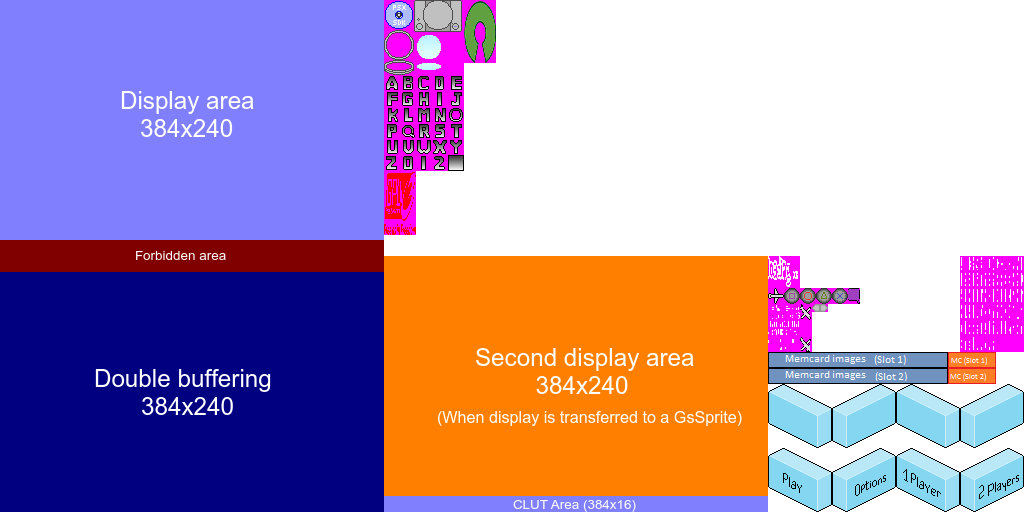 Display area
384x240
PSX
SDK
A B C D E
F G H I J
K L M N O
P Q R S T
U V W X Y
Z 0 1 2
Forbidden area
Double buffering
384x240
Second display area
384x240
(When display is transferred to a GsSprite)
CLUT Area (384x16)
Memcard images (Slot 1)
MC (Slot 1)
Memcard images (Slot 2)
MC (Slot 2)
Play
Options
1 Player
2 Players